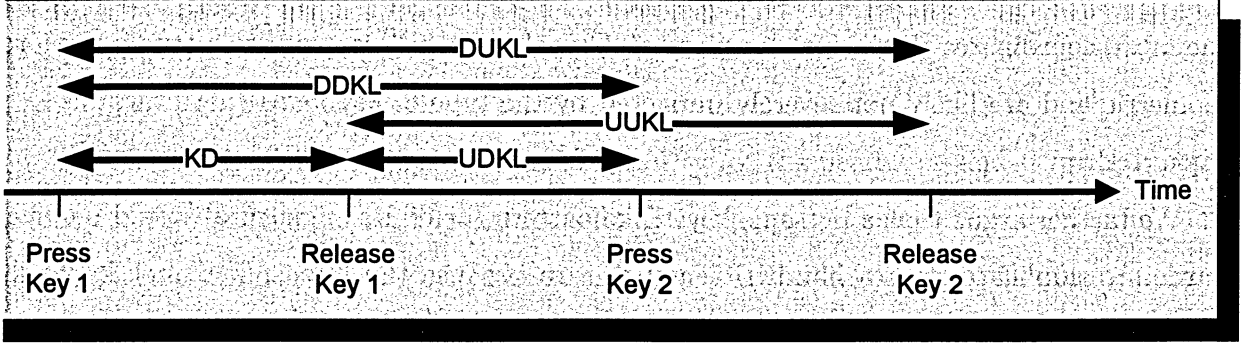 DUKL
DDKL
UUKL
KD UDKL
Time
Press Release Press Release
Key 1 Key 1 Key 2 Key 2